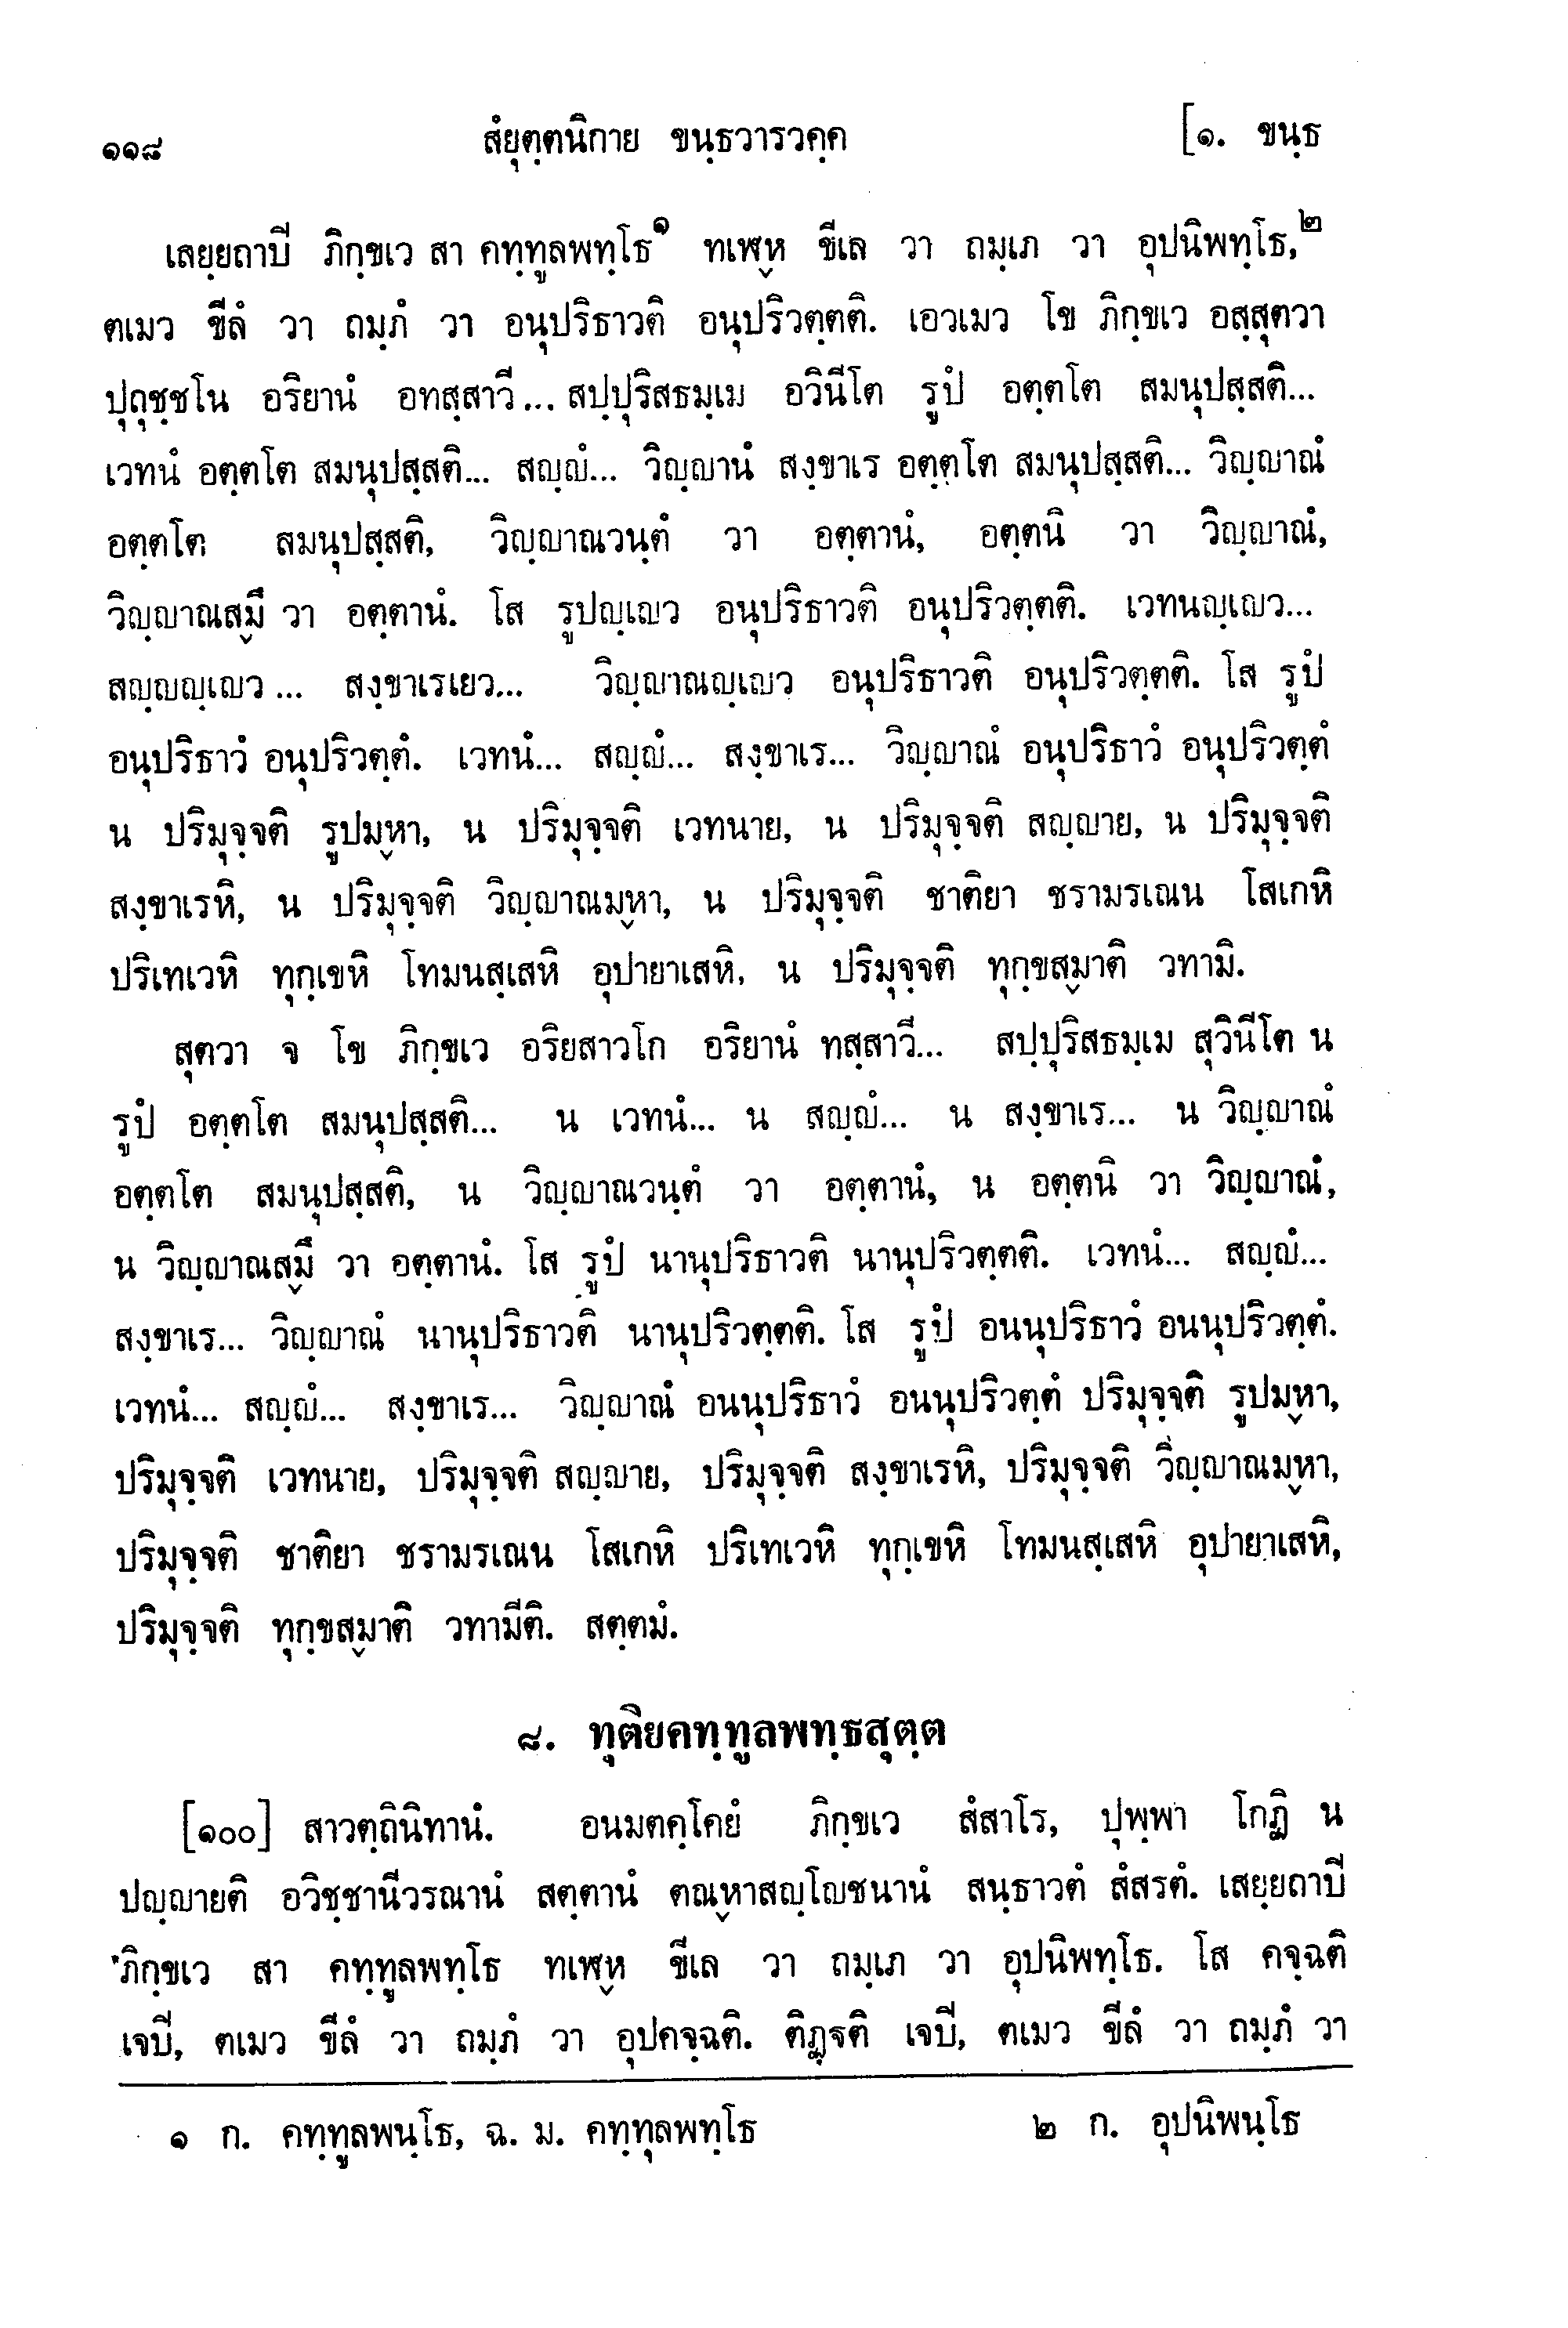 ๑๑๘ สํยุตฺตนิกาย ขนฺธวารวคฺค [๑. ขนฺธ
เสยฺยถาปิ ภิกฺขเว สา คทฺทูลพทฺโธ๑ ทเฬฺห ขีเล วา ถมฺเภ วา อุปนิพทฺโธ,๒
ตเมว ขีลํ วา ถมฺภํ วา อนุปริธาวติ อนุปริวตฺตติ. เอวเมว โข ภิกฺขเว อสฺสุตวา
ปุถุชฺชโน อริยานํ อทสฺสาวี... สปฺปุริสธมฺเม อวินีโต รูปํ อตฺตโต สมนุปสฺสติ...
เวทนํ อตฺตโต สมนุปสฺสติ... สญฺญํ... วิญฺญานํ สงฺขาเร อตฺตโต สมนุปสฺสติ... วิญฺญาณํ
อตฺตโต สมนุปสฺสติ, วิญฺญาณวนฺตํ วา อตฺตานํ, อตฺตนิ วา วิญฺญาณํ,
วิญฺญาณสฺมึ วา อตฺตานํ. โส รูปญฺเญว อนุปริธาวติ อนุปริวตฺตติ. เวทนญฺเญว...
สญฺญญฺเญว... สงฺขาเรเยว... วิญฺญาณญฺเญว อนุปริธาวติ อนุปริวตฺตติ. โส รูปํ
อนุปริธาวํ อนุปริวตฺตํ. เวทนํ... สญฺญํ... สงฺขาเร... วิญฺญาณํ อนุปริธาวํ อนุปริวตฺตํ
น ปริมุจฺจติ รูปมฺหา, น ปริมุจฺจติ เวทนาย, น ปริมุจฺจติ สญฺญาย, น ปริมุจฺจติ
สงฺขาเรหิ, น ปริมุจฺจติ วิญฺญาณมฺหา, น ปริมุจฺจติ ชาติยา ชรามรเณน โสเกหิ
ปริเทเวหิ ทุกฺเขหิ โทมนสฺเสหิ อุปายาเสหิ, น ปริมุจฺจติ ทุกฺขสฺมาติ วทามิ.
สุตวา จ โข ภิกฺขเว อริยสาวโก อริยานํ ทสฺสาวี... สปฺปุริสธมฺเม สุวินีโต น
รูปํ อตฺตโต สมนุปสฺสติ... น เวทนํ... น สญฺญํ... น สงฺขาเร... น วิญฺญาณํ
อตฺตโต สมนุปสฺสติ, น วิญฺญาณวนฺตํ วา อตฺตานํ, น อตฺตนิ วา วิญฺญาณํ,
น วิญฺญาณสฺมึ วา อตฺตานํ. โส รูปํ นานุปริธาวติ นานุปริวตฺตติ. เวทนํ... สญฺญํ...
สงฺขาเร... วิญฺญาณํ นานุปริธาวติ นานุปริวตฺตติ. โส รูปํ อนนุปริธาวํ อนนุปริวตฺตํ.
เวทนํ... สญฺญํ... สงฺขาเร... วิญฺญาณํ อนนุปริธาวํ อนนุปริวตฺตํ ปริมุจฺจติ รูปมฺหา,
ปริมุจฺจติ เวทนาย, ปริมุจฺจติ สญฺญาย, ปริมุจฺจติ สงฺขาเรหิ, ปริมุจฺจติ วิญฺญาณมฺหา,
ปริมุจฺจติ ชาติยา ชรามรเณน โสเกหิ ปริเทเวหิ ทุกฺเขหิ โทมนสฺเสหิ อุปายาเสหิ,
ปริมุจฺจติ ทุกฺขสฺมาติ วทามีติ. สตฺตมํ.
๘. ทุติยคทฺทูลพทฺธสุตฺต
[๑๐๐] สาวตฺถินิทานํ. อนมตคฺโคยํ ภิกฺขเว สํสาโร, ปุพฺพา โกฏิ น
ปญฺญายติ อวิชฺชานีวรณานํ สตฺตานํ ตณฺหาสญฺโญชนานํ สนฺธาวตํ สํสรตํ. เสยฺยถาปิ
ภิกฺขเว สา คทฺทูลพทฺโธ ทเฬฺห ขีเล วา ถมฺเภ วา อุปนิพทฺโธ. โส คจฺฉติ
เจปิ, ตเมว ขีลํ วา ถมฺภํ วา อุปคจฺฉติ. ติฏฺฐติ เจปิ, ตเมว ขีลํ วา ถมฺภํ วา
๑ ก. คทฺทูลพนฺโธ, ฉ. ม. คทฺทุลพทฺโธ ๒ ก. อุปนิพนฺโธ